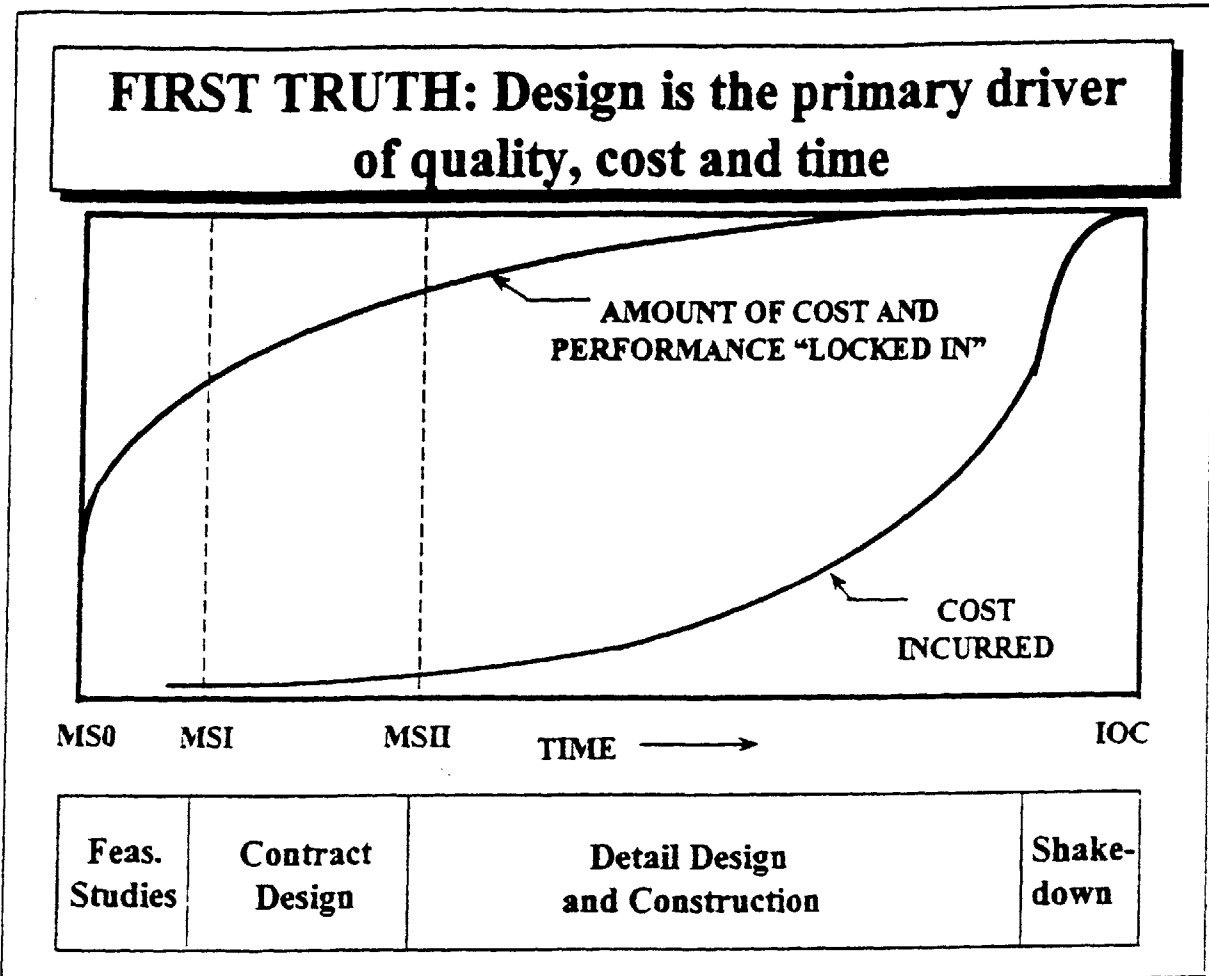 FIRST TRUTH: Design is the primary driver
of quality, cost and time
AMOUNT OF COST AND
PERFORMANCE “LOCKED IN”
COST
INCURRED
MS0 MSI MSII TIME IOC
Feas.
Studies
Contract
Design
Detail Design
and Construction
Shake-
down